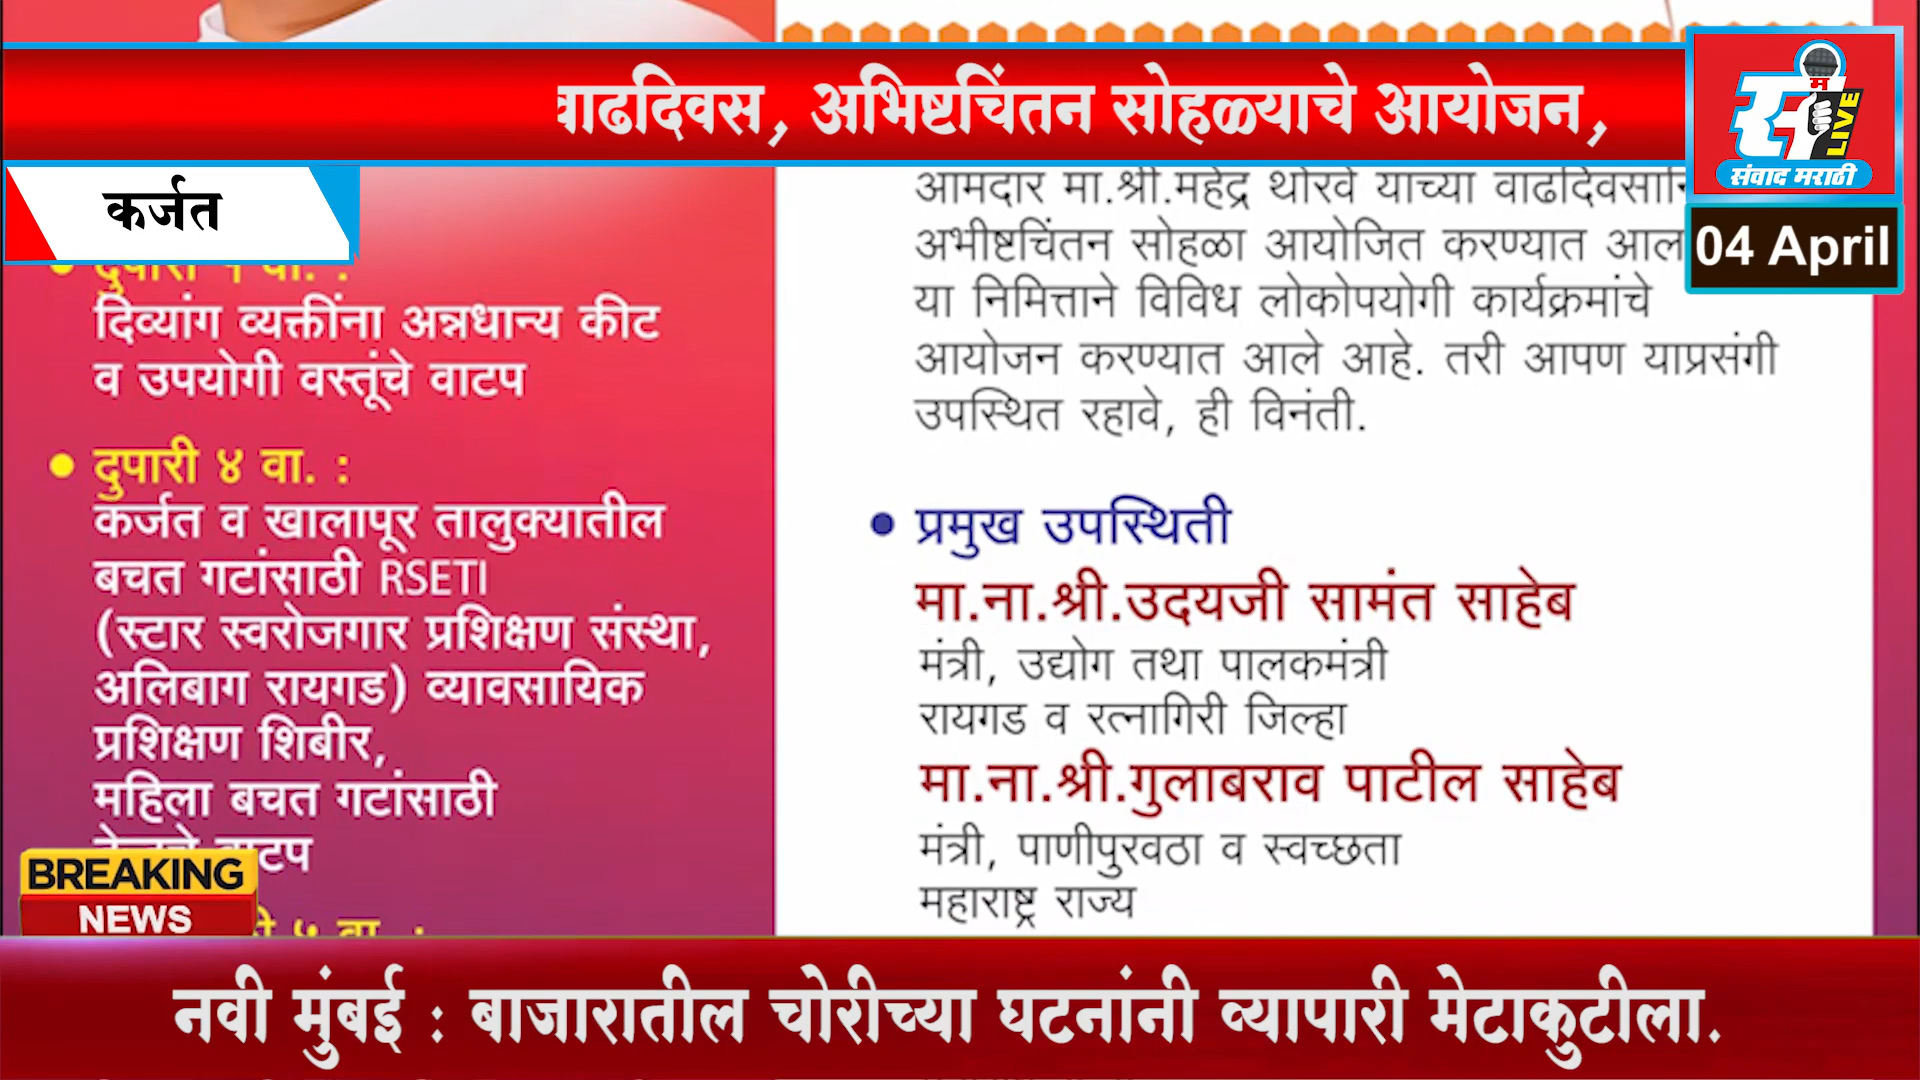 वाढदिवस, अभिष्टचिंतन सोहळ्याचे आयोजन,
म
LIVE
संवाद मराठी
04 April
कर्जत
दुपारी १ वा. :
दिव्यांग व्यक्तींना अन्नधान्य कीट
व उपयोगी वस्तूंचे वाटप
दुपारी ४ वा. :
कर्जत व खालापूर तालुक्यातील
बचत गटांसाठी RSETI
(स्टार स्वरोजगार प्रशिक्षण संस्था,
अलिबाग रायगड) व्यावसायिक
प्रशिक्षण शिबीर,
महिला बचत गटांसाठी
वाटप
५ वा. :
आमदार मा.श्री.महेंद्र थोरवे याच्या
अभीष्टचिंतन सोहळा आयोजित करण्यात
या निमित्ताने विविध लोकोपयोगी कार्यक्रमांचे
आयोजन करण्यात आले आहे. तरी आपण याप्रसंगी
उपस्थित रहावे, ही विनंती.
प्रमुख उपस्थिती
मा.ना.श्री.उदयजी सामंत साहेब
मंत्री, उद्योग तथा पालकमंत्री
रायगड व रत्नागिरी जिल्हा
मा.ना.श्री.गुलाबराव पाटील साहेब
मंत्री, पाणीपुरवठा व स्वच्छता
महाराष्ट्र राज्य
BREAKING
NEWS
नवी मुंबई : बाजारातील चोरीच्या घटनांनी व्यापारी मेटाकुटीला.